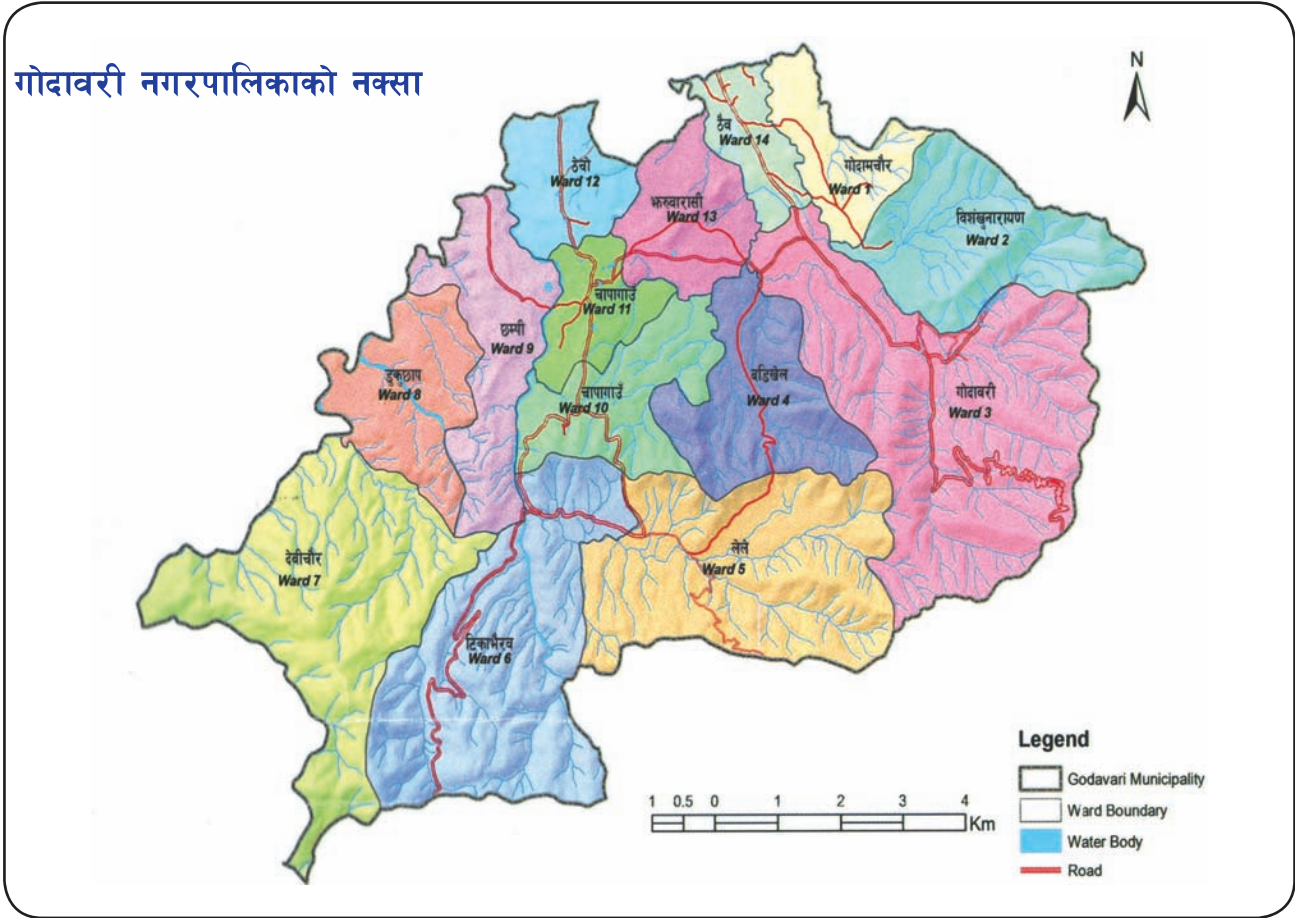 गोदावरी नगरपालिकाको नक्सा
N
ठैव
Ward 14
गोदामचौर
Ward 1
ठेचो
Ward 12
झरुवारासी
Ward 13
विशंखुनारायण
Ward 2
चापागाउँ
Ward 11
छम्पी
Ward 9
डुकुछाप
Ward 8
चापागाउँ
Ward 10
बडिखेल
Ward 4
गोदावरी
Ward 3
देवीचौर
Ward 7
लेले
Ward 5
टिकाभैरव
Ward 6
Legend
Godavari Municipality
Ward Boundary
Water Body
Road
1 0.5 0 1 2 3 4
Km